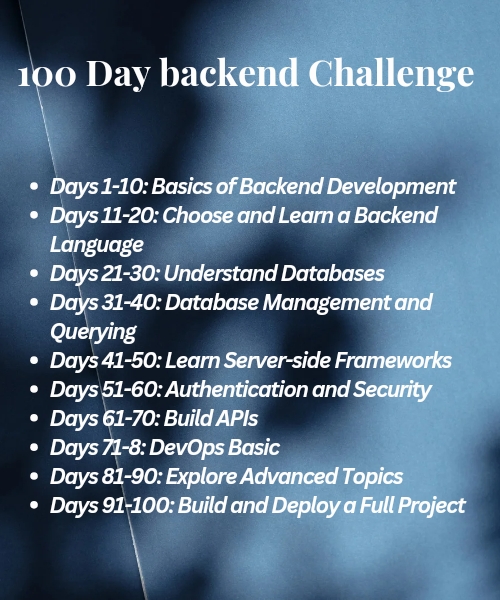 100 Day backend Challenge
• Days 1-10: Basics of Backend Development
• Days 11-20: Choose and Learn a Backend
Language
• Days 21-30: Understand Databases
• Days 31-40: Database Management and
Querying
• Days 41-50: Learn Server-side Frameworks
• Days 51-60: Authentication and Security
• Days 61-70: Build APIs
• Days 71-8: DevOps Basic
• Days 81-90: Explore Advanced Topics
• Days 91-100: Build and Deploy a Full Project